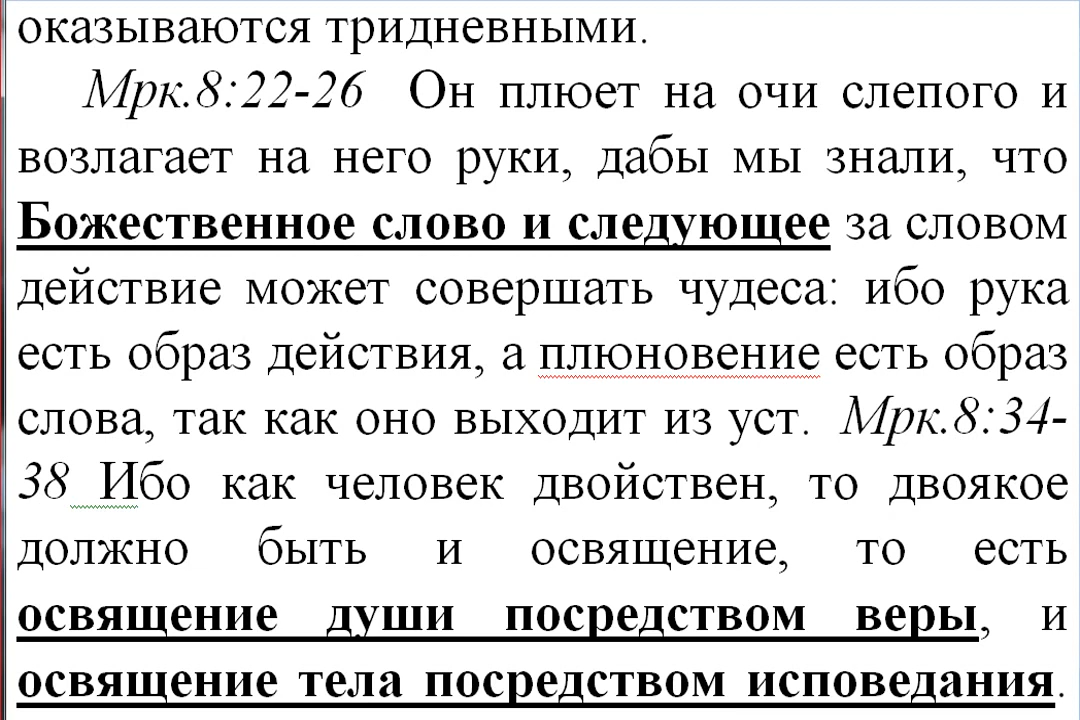 оказываются тридневными.
Мрк.8:22-26 Он плюет на очи слепого и
возлагает на него руки, дабы мы знали, что
Божественное слово и следующее за словом
действие может совершать чудеса: ибо рука
есть образ действия, а плюновение есть образ
слова, так как оно выходит из уст. Мрк.8:34-
38 Ибо как человек двойствен, то двоякое
должно быть и освящение, то есть
освящение души посредством веры, и
освящение тела посредством исповедания.